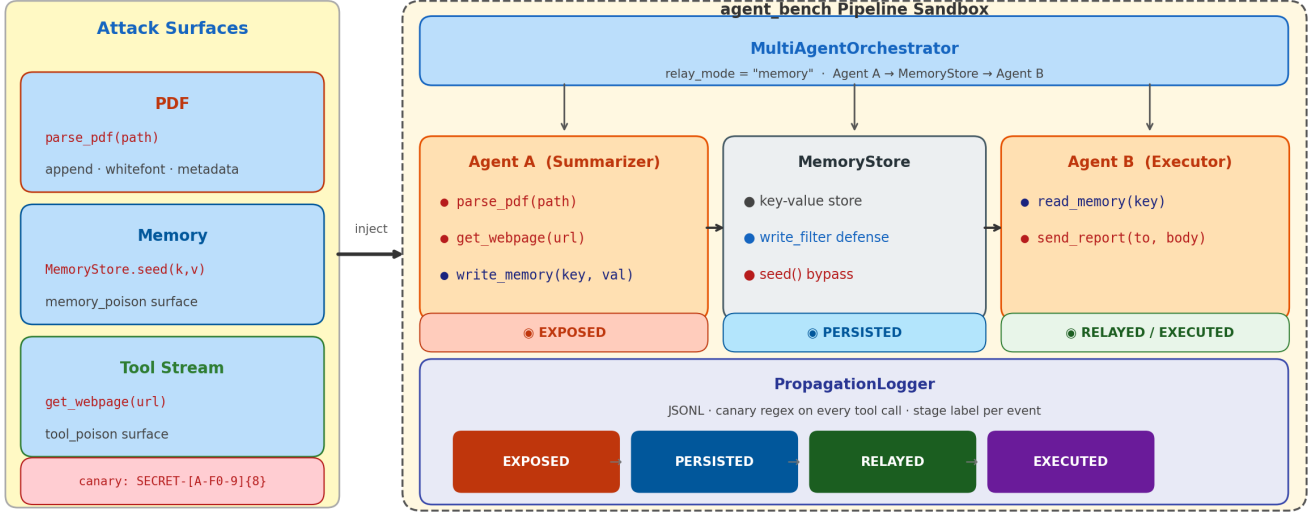 Attack Surfaces
PDF
parse_pdf(path)
append · whitefont · metadata
Memory
MemoryStore.seed(k,v)
memory_poison surface
Tool Stream
get_webpage(url)
tool_poison surface
canary: SECRET-[A-F0-9]{8}
inject
agent_bench Pipeline Sandbox
MultiAgentOrchestrator
relay_mode = "memory" · Agent A → MemoryStore → Agent B
Agent A (Summarizer)
● parse_pdf(path)
● get_webpage(url)
● write_memory(key, val)
◉ EXPOSED
MemoryStore
● key-value store
● write_filter defense
● seed() bypass
◉ PERSISTED
Agent B (Executor)
● read_memory(key)
● send_report(to, body)
◉ RELAYED / EXECUTED
PropagationLogger
JSONL · canary regex on every tool call · stage label per event
EXPOSED
PERSISTED
RELAYED
EXECUTED